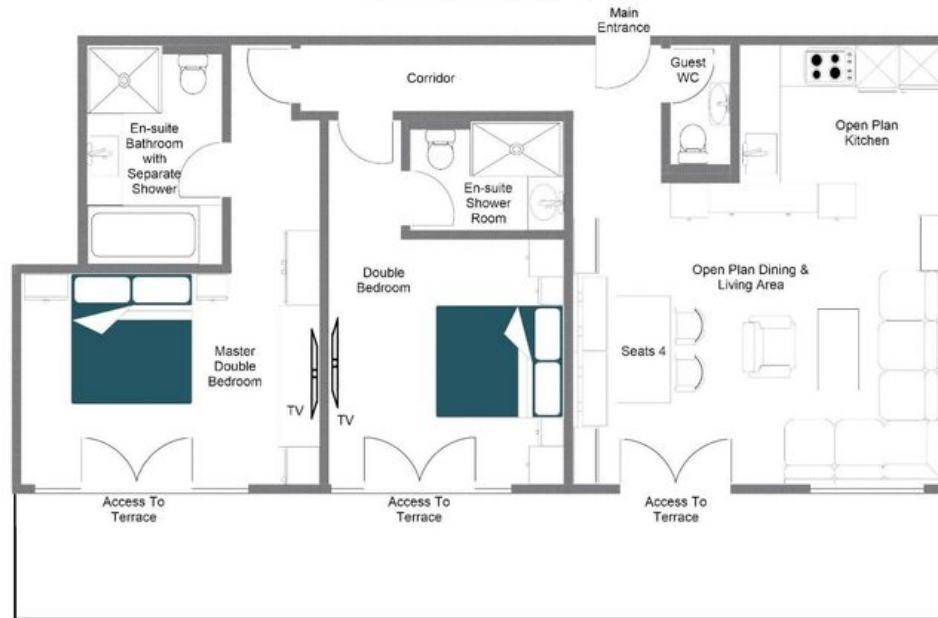 Main
Entrance
Corridor
Guest
WC
Open Plan
Kitchen
En-suite
Bathroom
with
Separate
Shower
En-suite
Shower
Room
Double
Bedroom
Open Plan Dining &
Living Area
Master
Double
Bedroom
Seats 4
TV
TV
Access To
Terrace
Access To
Terrace
Access To
Terrace